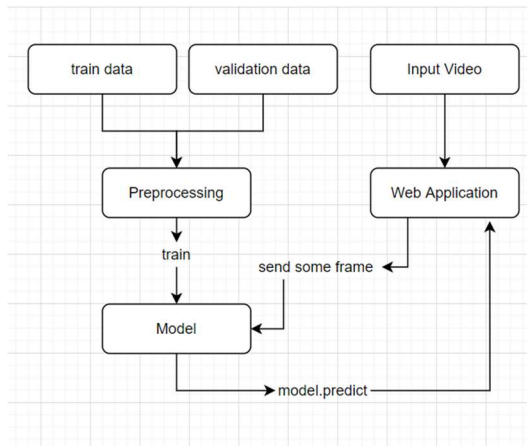 train data
validation data
Input Video
Preprocessing
Web Application
train
send some frame
Model
model.predict